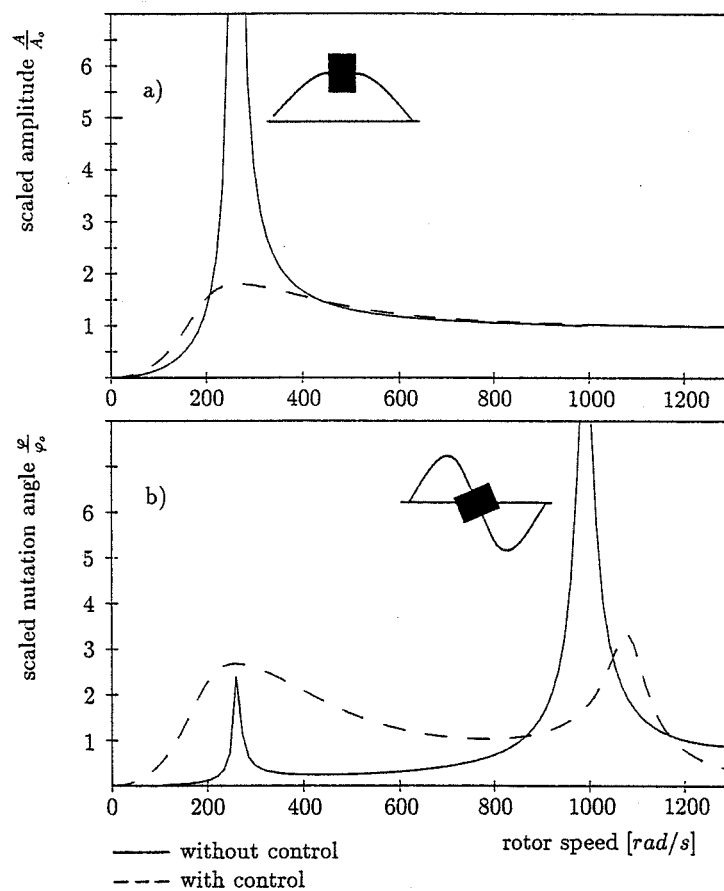 scaled amplitude A/A₀
6
5
4
3
2
1
a)
0 200 400 600 800 1000 1200
scaled nutation angle φ/φ₀
6
5
4
3
2
1
b)
0 200 400 600 800 1000 1200
rotor speed [rad/s]
without control
with control